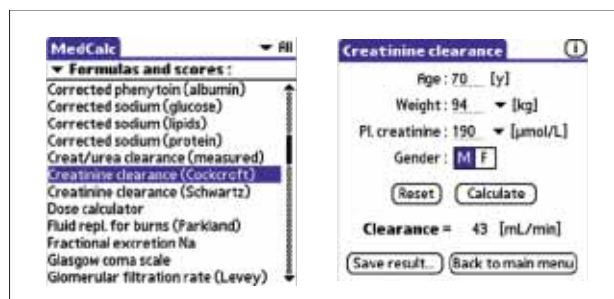 MedCalc
All
Formulas and scores :
Corrected phenytoin (albumin)
Corrected sodium (glucose)
Corrected sodium (lipids)
Corrected sodium (protein)
Creat/urea clearance (measured)
Creatinine clearance (Cockcroft)
Creatinine clearance (Schwartz)
Dose calculator
Fluid repl. for burns (Parkland)
Fractional excretion Na
Glasgow coma scale
Glomerular filtration rate (Levey)
Creatinine clearance i
Age : 70 [y]
Weight : 94 [kg]
Pl. creatinine : 190 [µmol/L]
Gender : M F
Reset Calculate
Clearance = 43 [mL/min]
Save result... Back to main menu